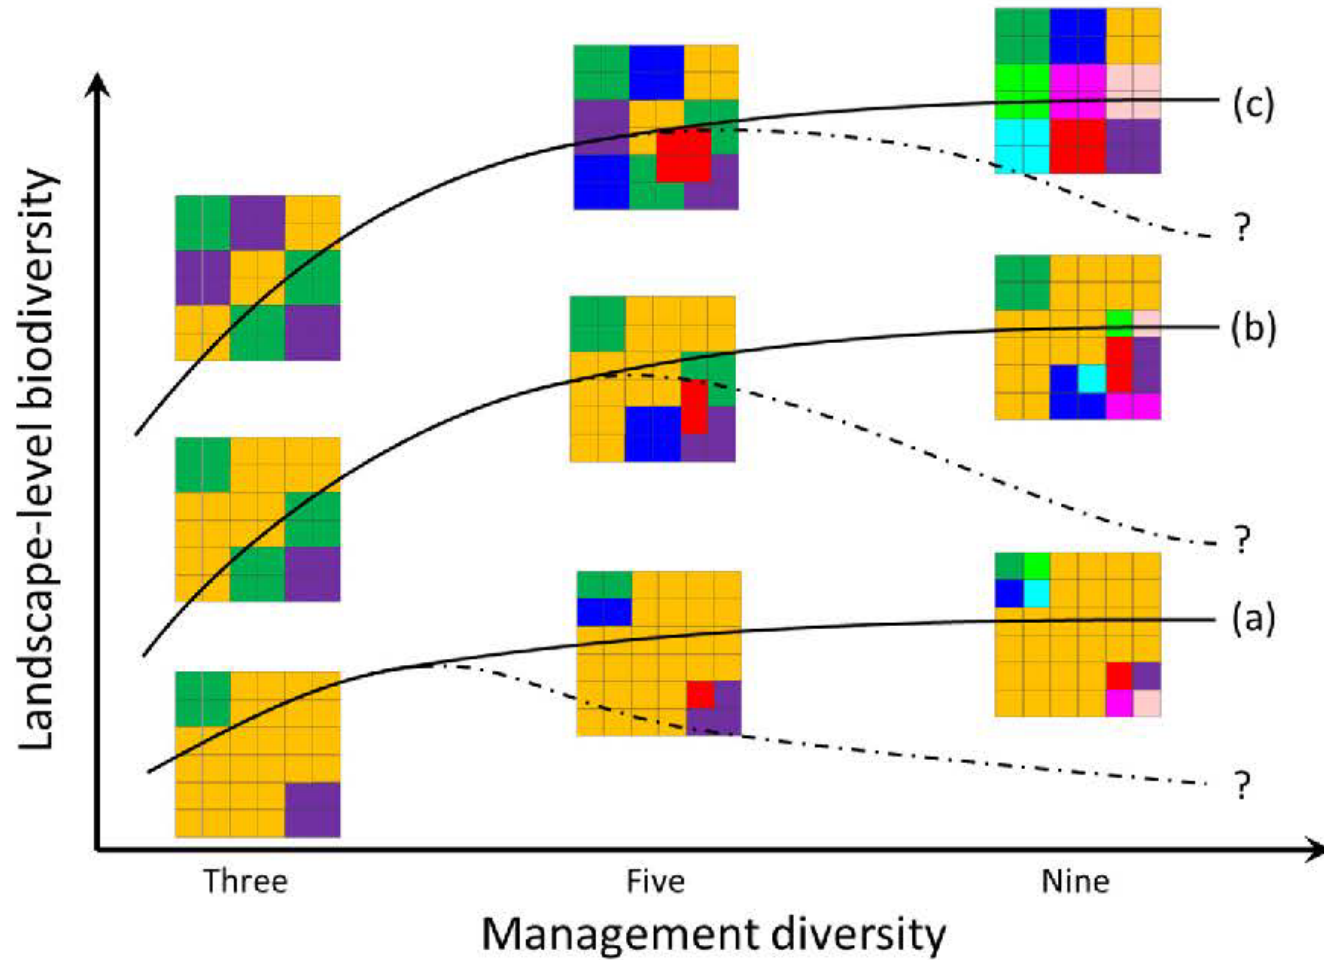 Landscape-level biodiversity
(c)
?
(b)
?
(a)
?
Three
Five
Nine
Management diversity